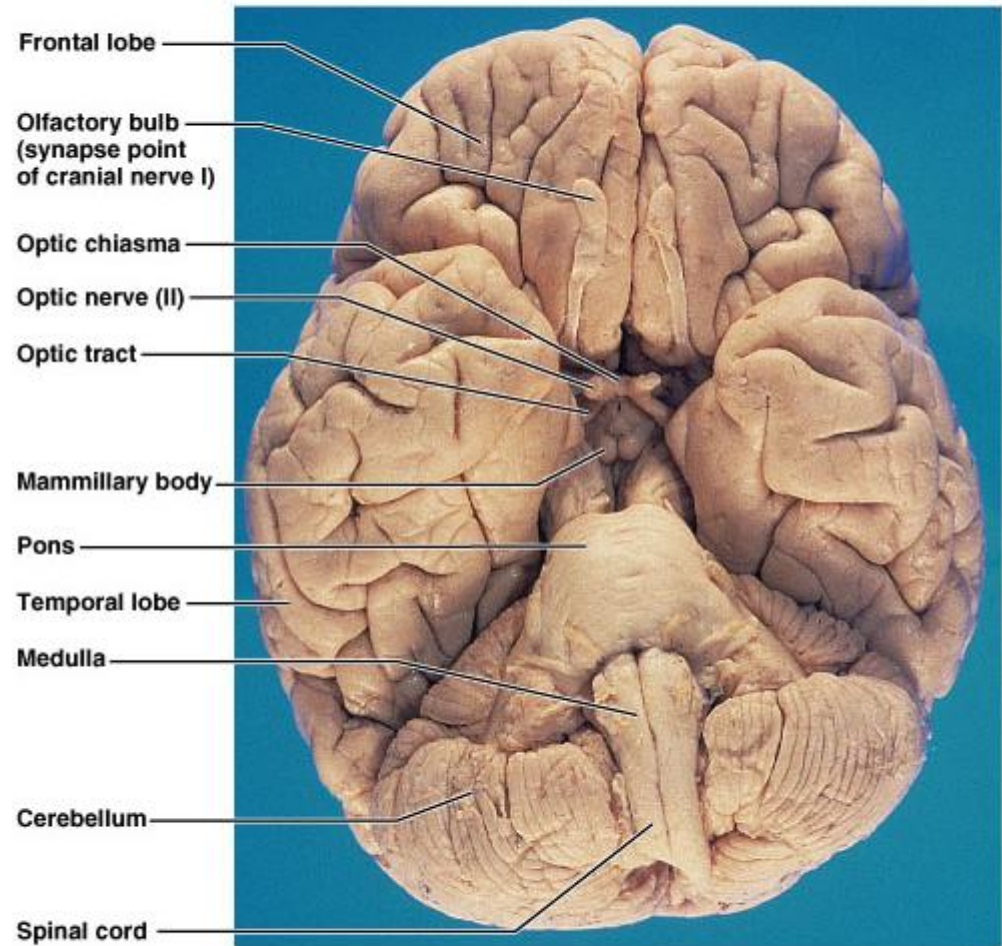 Frontal lobe
Olfactory bulb
(synapse point
of cranial nerve I)
Optic chiasma
Optic nerve (II)
Optic tract
Mammillary body
Pons
Temporal lobe
Medulla
Cerebellum
Spinal cord